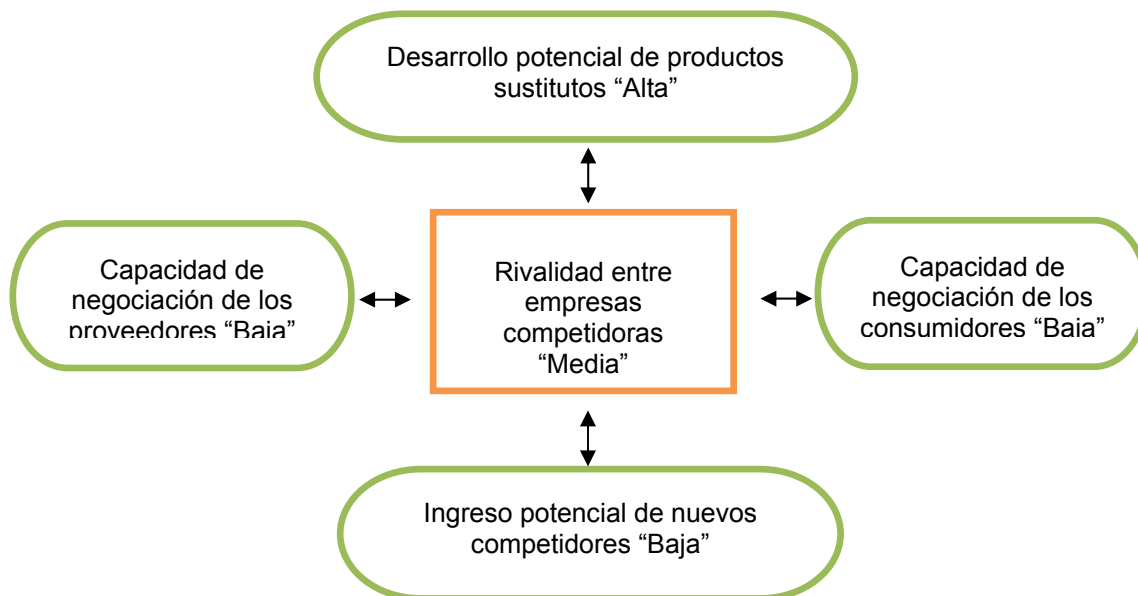 Desarrollo potencial de productos
sustitutos “Alta”
Capacidad de
negociación de los
proveedores “Baja”
Rivalidad entre
empresas
competidoras
“Media”
Capacidad de
negociación de los
consumidores “Baja”
Ingreso potencial de nuevos
competidores “Baja”